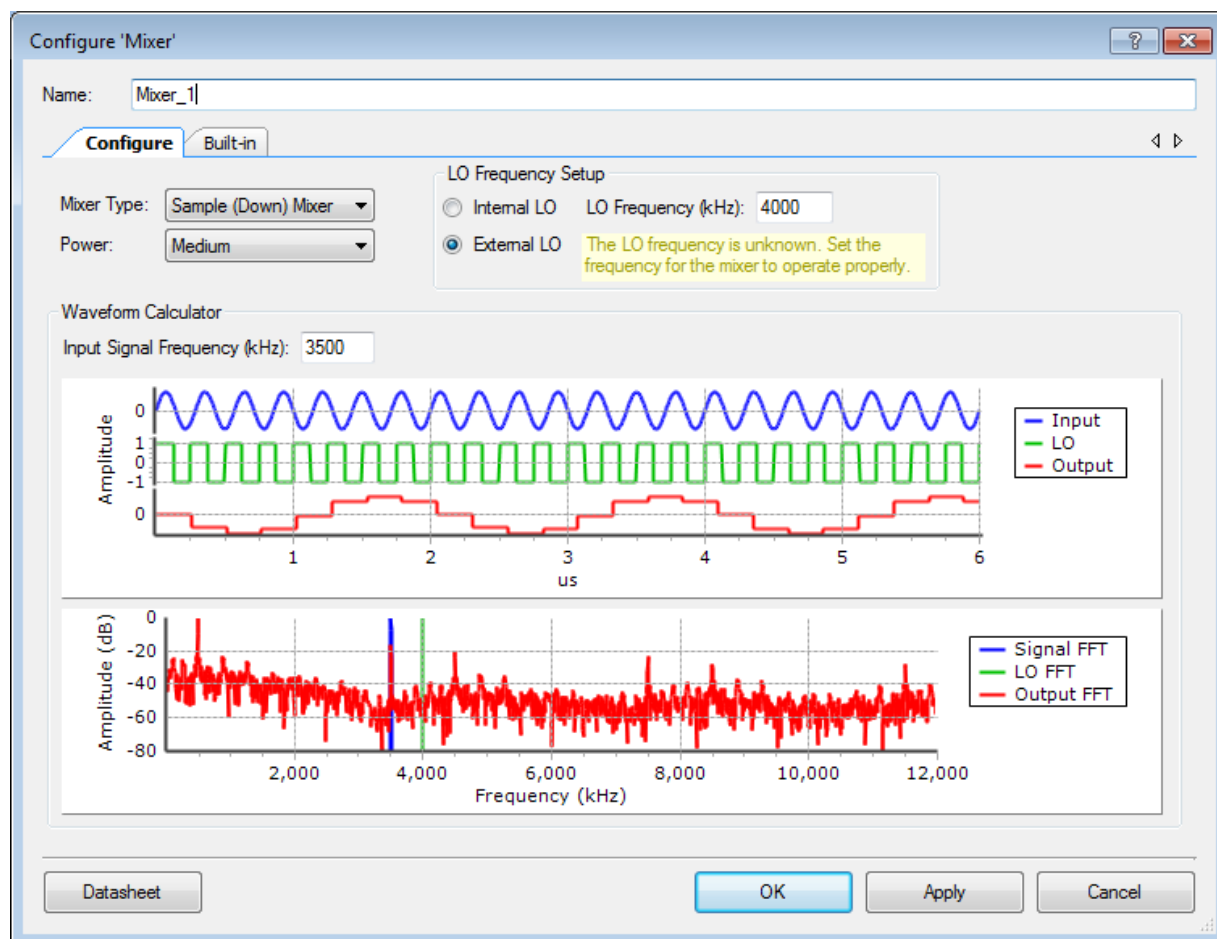 Configure 'Mixer'
Name: Mixer_1
Configure Built-in
LO Frequency Setup
Mixer Type: Sample (Down) Mixer
Internal LO LO Frequency (kHz): 4000
Power: Medium
External LO The LO frequency is unknown. Set the
frequency for the mixer to operate properly.
Waveform Calculator
Input Signal Frequency (kHz): 3500
Amplitude
0
1
0
-1
0
1 2 3 4 5 6
us
Input
LO
Output
Amplitude (dB)
0
-20
-40
-60
-80
2,000 4,000 6,000 8,000 10,000 12,000
Frequency (kHz)
Signal FFT
LO FFT
Output FFT
Datasheet OK Apply Cancel